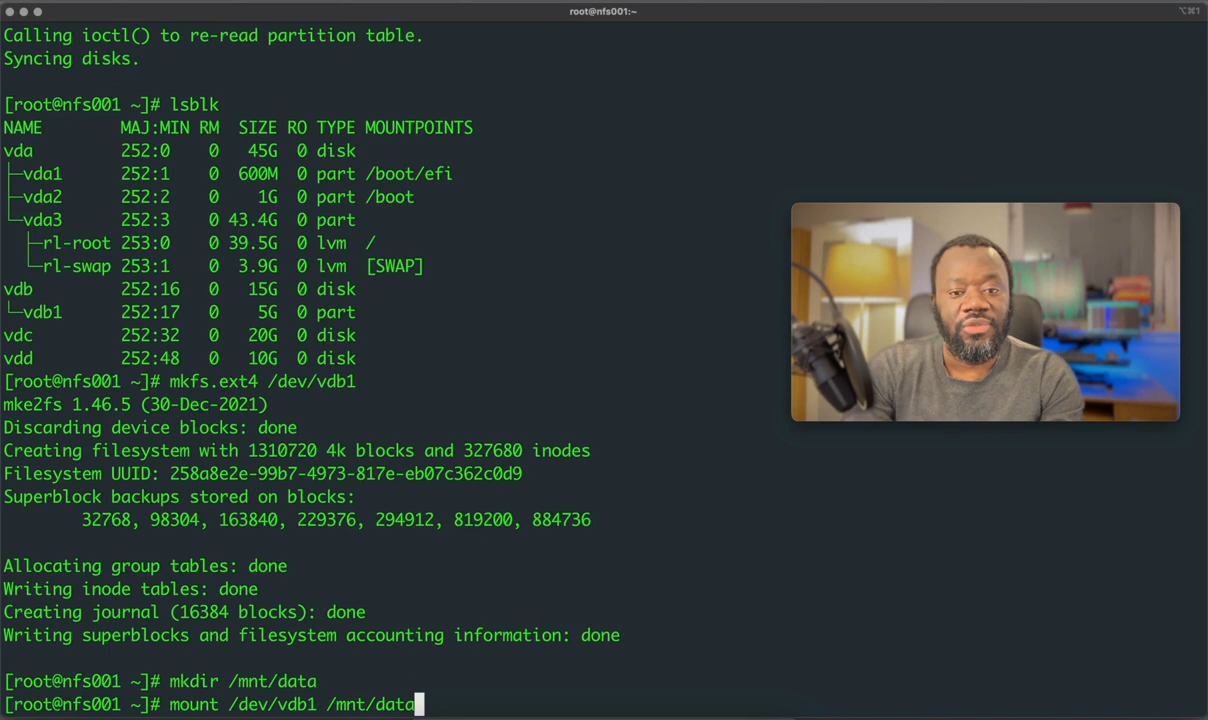 root@nfs001:~
⌥⌘1
Calling ioctl() to re-read partition table.
Syncing disks.
[root@nfs001 ~]# lsblk
NAME        MAJ:MIN RM  SIZE RO TYPE MOUNTPOINTS
vda         252:0    0   45G  0 disk
├─vda1      252:1    0  600M  0 part /boot/efi
├─vda2      252:2    0    1G  0 part /boot
└─vda3      252:3    0 43.4G  0 part
  ├─rl-root 253:0    0 39.5G  0 lvm  /
  └─rl-swap 253:1    0  3.9G  0 lvm  [SWAP]
vdb         252:16   0   15G  0 disk
└─vdb1      252:17   0    5G  0 part
vdc         252:32   0   20G  0 disk
vdd         252:48   0   10G  0 disk
[root@nfs001 ~]# mkfs.ext4 /dev/vdb1
mke2fs 1.46.5 (30-Dec-2021)
Discarding device blocks: done
Creating filesystem with 1310720 4k blocks and 327680 inodes
Filesystem UUID: 258a8e2e-99b7-4973-817e-eb07c362c0d9
Superblock backups stored on blocks:
        32768, 98304, 163840, 229376, 294912, 819200, 884736
Allocating group tables: done
Writing inode tables: done
Creating journal (16384 blocks): done
Writing superblocks and filesystem accounting information: done
[root@nfs001 ~]# mkdir /mnt/data
[root@nfs001 ~]# mount /dev/vdb1 /mnt/data